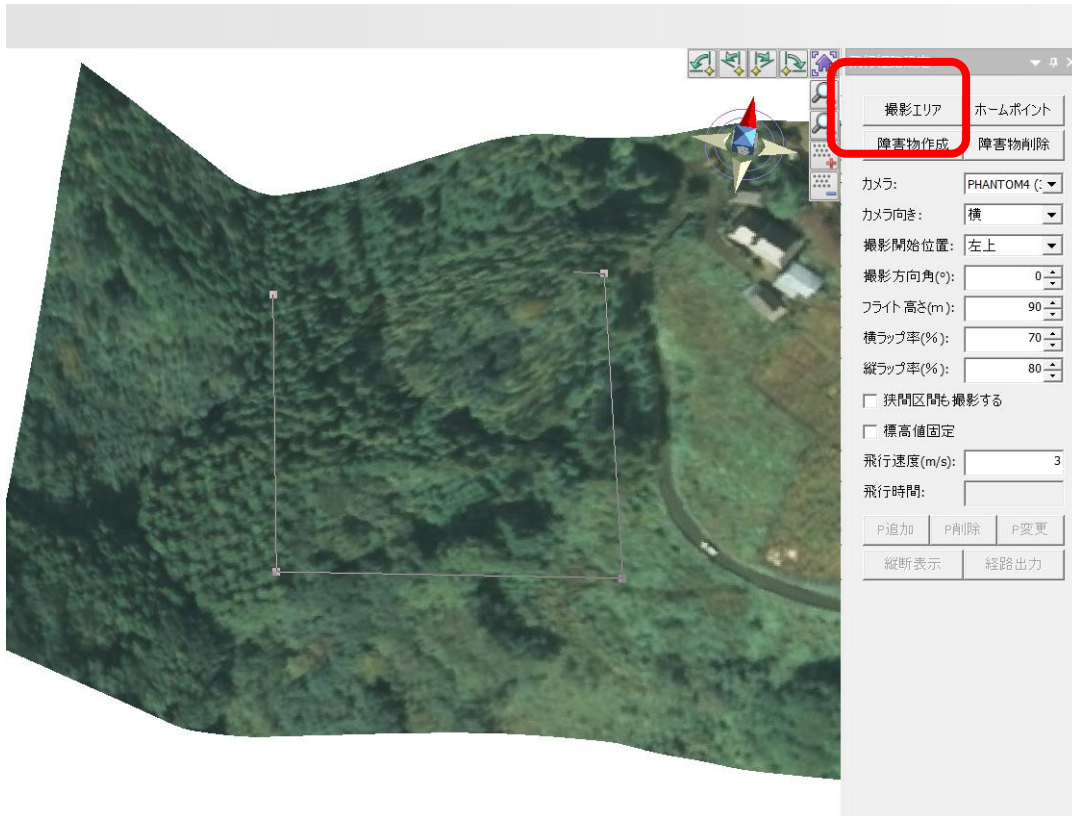 撮影エリア ホームポイント
障害物作成 障害物削除
カメラ: PHANTOM4 (
カメラ向き: 横
撮影開始位置: 左上
撮影方向角(°): 0
フライト高さ(m): 90
横ラップ率(%): 70
縦ラップ率(%): 80
狭間区間も撮影する
標高値固定
飛行速度(m/s): 3
飛行時間:
P追加 P削除 P変更
縦断表示 経路出力